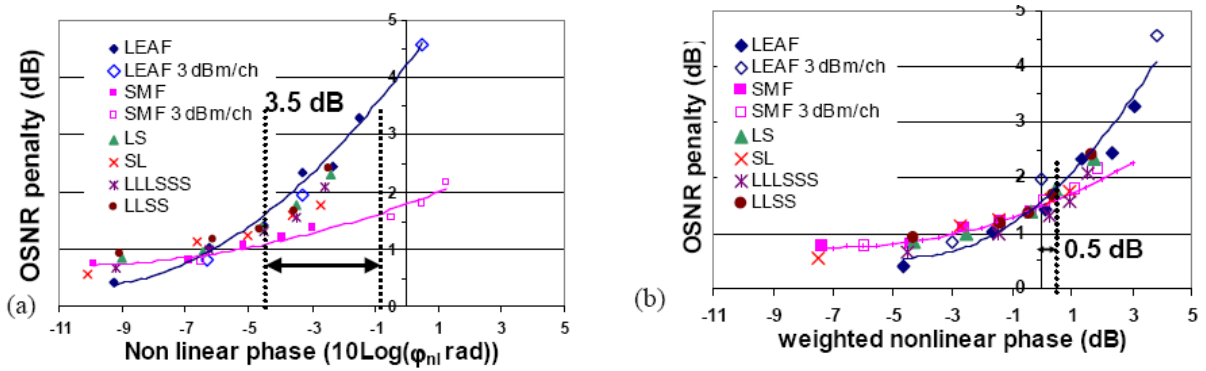 (a)
OSNR penalty (dB)
5
4
3
2
1
0
LEAF
LEAF 3 dBm/ch
SMF
SMF 3 dBm/ch
LS
SL
LLLSSS
LLSS
3.5 dB
-11 -9 -7 -5 -3 -1 1 3 5
Non linear phase (10Log(φnl rad))
(b)
OSNR penalty (dB)
5
4
3
2
1
0
LEAF
LEAF 3 dBm/ch
SMF
SMF 3 dBm/ch
LS
SL
LLLSSS
LLSS
0.5 dB
-11 -9 -7 -5 -3 -1 1 3 5
weighted nonlinear phase (dB)